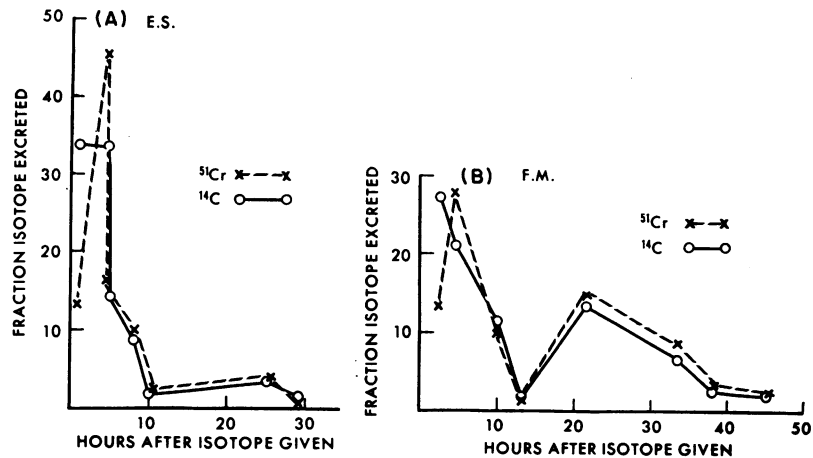 (A) E.S.
50
40
30
20
10
FRACTION ISOTOPE EXCRETED
⁵¹Cr
¹⁴C
10 20 30
HOURS AFTER ISOTOPE GIVEN
(B) F.M.
30
20
10
FRACTION ISOTOPE EXCRETED
⁵¹Cr
¹⁴C
10 20 30 40 50
HOURS AFTER ISOTOPE GIVEN